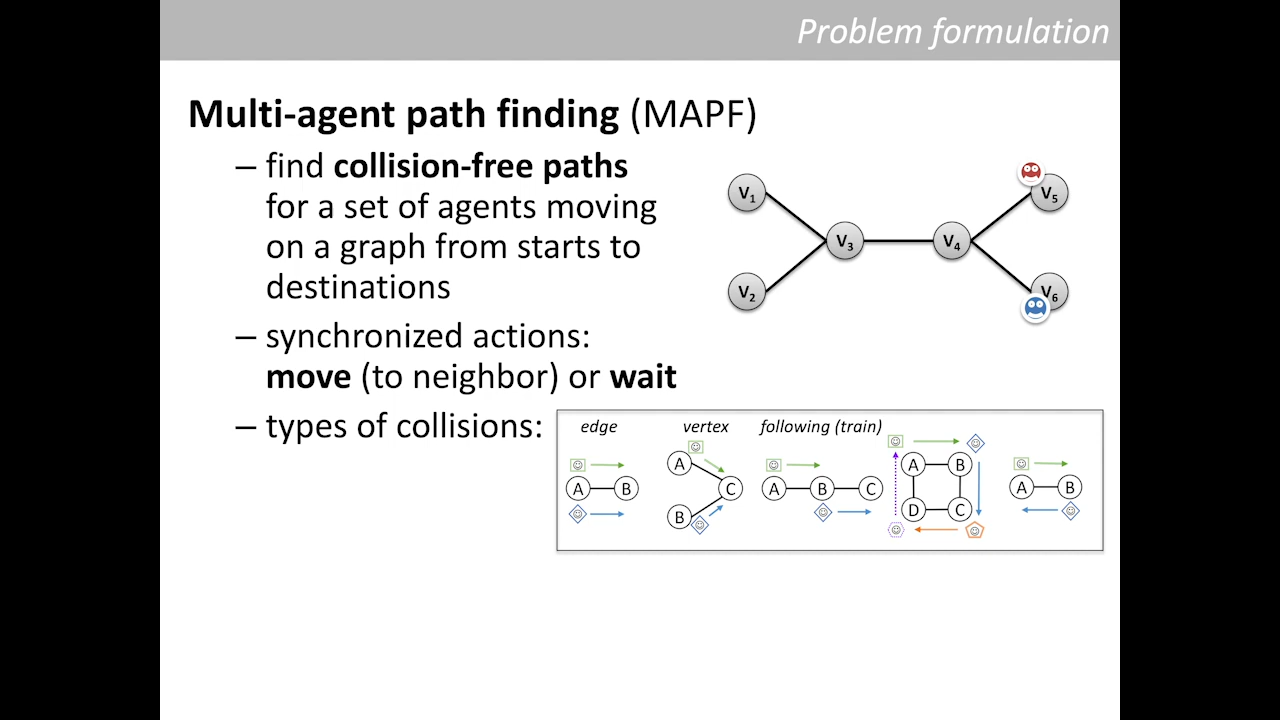 Problem formulation
Multi-agent path finding (MAPF)
– find collision-free paths
for a set of agents moving
on a graph from starts to
destinations
– synchronized actions:
move (to neighbor) or wait
– types of collisions:
V1
V2
V3
V4
V5
V6
edge
vertex
following (train)
A B
A
B
C
A B C
A B
D C
A B